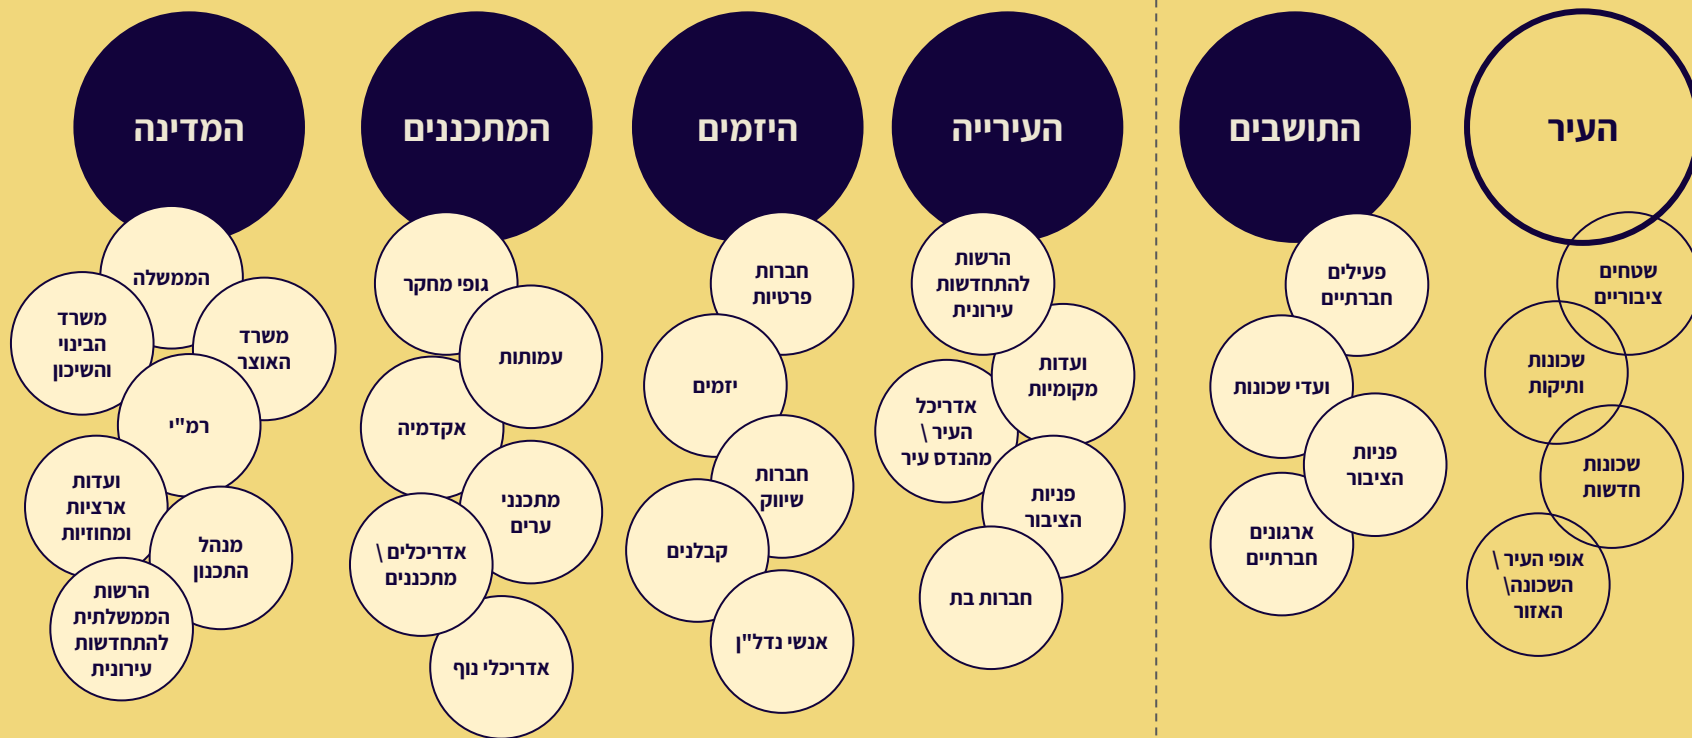 העיר
שטחים
ציבוריים
שכונות
ותיקות
שכונות
חדשות
אופי העיר \
השכונה\
האזור
התושבים
פעילים
חברתיים
ועדי שכונות
פניות
הציבור
ארגונים
חברתיים
העירייה
הרשות
להתחדשות
עירונית
ועדות
מקומיות
אדריכל
העיר \
מהנדס עיר
פניות
הציבור
חברות בת
היזמים
חברות
פרטיות
יזמים
חברות
שיווק
קבלנים
אנשי נדל"ן
המתכננים
גופי מחקר
עמותות
אקדמיה
מתכנני
ערים
אדריכלים \
מתכננים
אדריכלי נוף
המדינה
הממשלה
משרד
האוצר
משרד
הבינוי
והשיכון
רמ"י
ועדות
ארציות
ומחוזיות
מנהל
התכנון
הרשות
הממשלתית
להתחדשות
עירונית